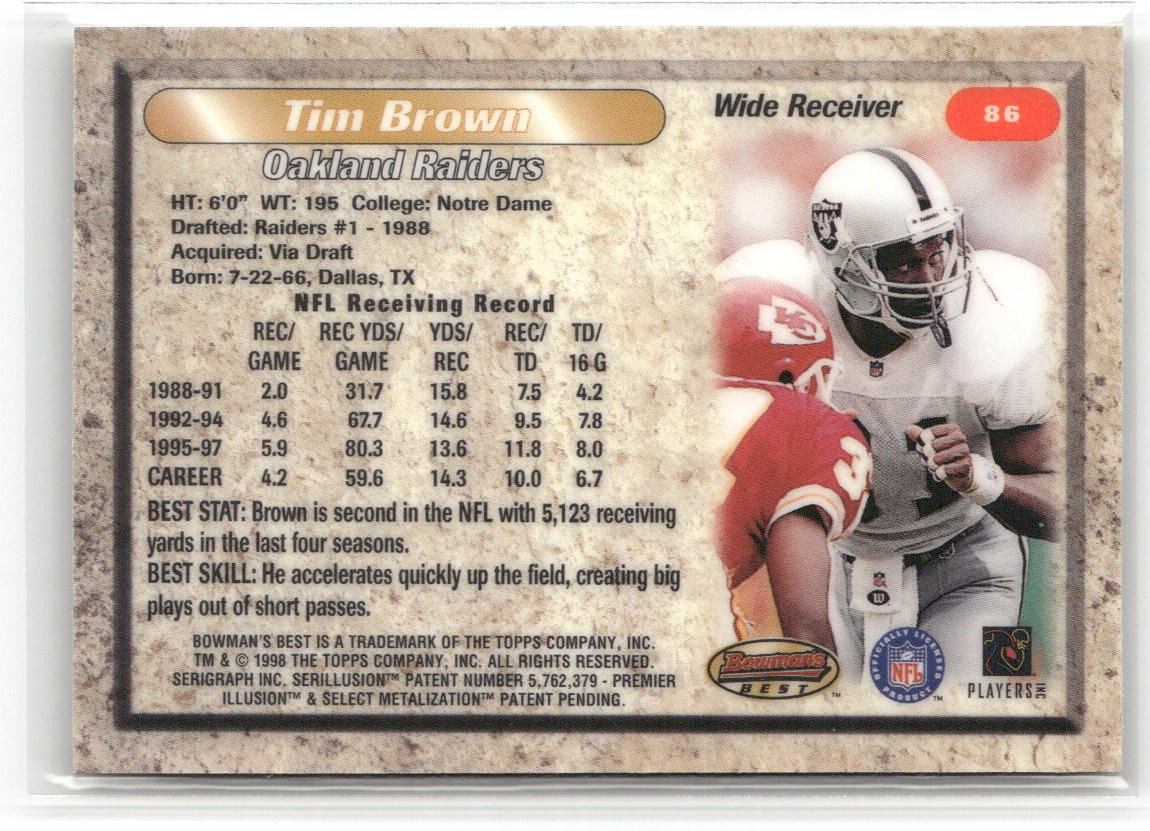 Tim Brown
Wide Receiver
86
Oakland Raiders
HT: 6'0" WT: 195 College: Notre Dame
Drafted: Raiders #1 - 1988
Acquired: Via Draft
Born: 7-22-66, Dallas, TX
NFL Receiving Record
REC/ REC YDS/ YDS/ REC/ TD/
GAME GAME REC TD 16 G
1988-91 2.0 31.7 15.8 7.5 4.2
1992-94 4.6 67.7 14.6 9.5 7.8
1995-97 5.9 80.3 13.6 11.8 8.0
CAREER 4.2 59.6 14.3 10.0 6.7
BEST STAT: Brown is second in the NFL with 5,123 receiving
yards in the last four seasons.
BEST SKILL: He accelerates quickly up the field, creating big
plays out of short passes.
BOWMAN'S BEST IS A TRADEMARK OF THE TOPPS COMPANY, INC.
TM & © 1998 THE TOPPS COMPANY, INC. ALL RIGHTS RESERVED.
SERIGRAPH INC. SERILLUSION™ PATENT NUMBER 5,762,379 - PREMIER
ILLUSION™ & SELECT METALIZATION™ PATENT PENDING.
KC
3
W
Bowman's
BEST™
OFFICIALLY LICENSED
NFL
PRODUCT™
PLAYERS INC